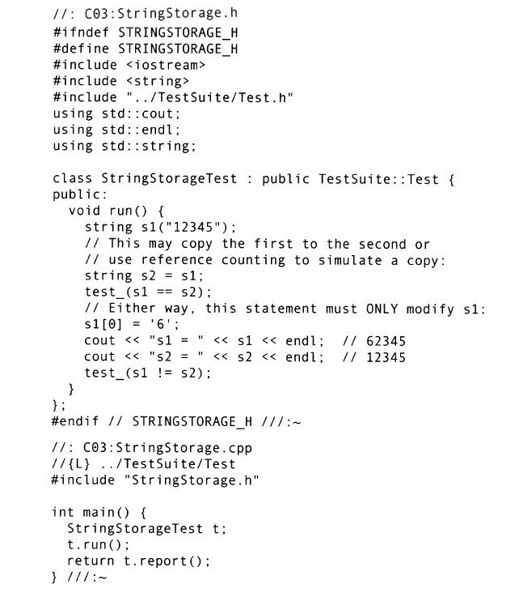 //: C03:StringStorage.h
#ifndef STRINGSTORAGE_H
#define STRINGSTORAGE_H
#include <iostream>
#include <string>
#include "../TestSuite/Test.h"
using std::cout;
using std::endl;
using std::string;

class StringStorageTest : public TestSuite::Test {
public:
  void run() {
    string s1("12345");
    // This may copy the first to the second or
    // use reference counting to simulate a copy:
    string s2 = s1;
    test_(s1 == s2);
    // Either way, this statement must ONLY modify s1:
    s1[0] = '6';
    cout << "s1 = " << s1 << endl;  // 62345
    cout << "s2 = " << s2 << endl;  // 12345
    test_(s1 != s2);
  }
};
#endif // STRINGSTORAGE_H ///:~

//: C03:StringStorage.cpp
//{L} ../TestSuite/Test
#include "StringStorage.h"

int main() {
  StringStorageTest t;
  t.run();
  return t.report();
} ///:~